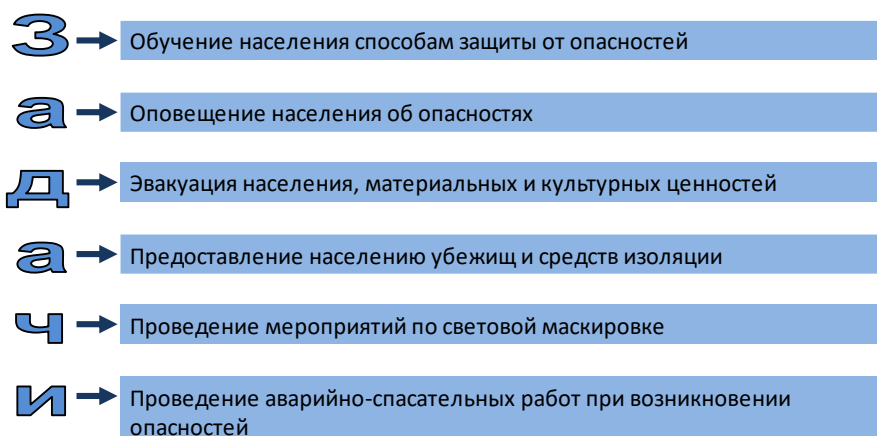 З Обучение населения способам защиты от опасностей
а Оповещение населения об опасностях
д Эвакуация населения, материальных и культурных ценностей
а Предоставление населению убежищ и средств изоляции
ч Проведение мероприятий по световой маскировке
и Проведение аварийно-спасательных работ при возникновении
опасностей